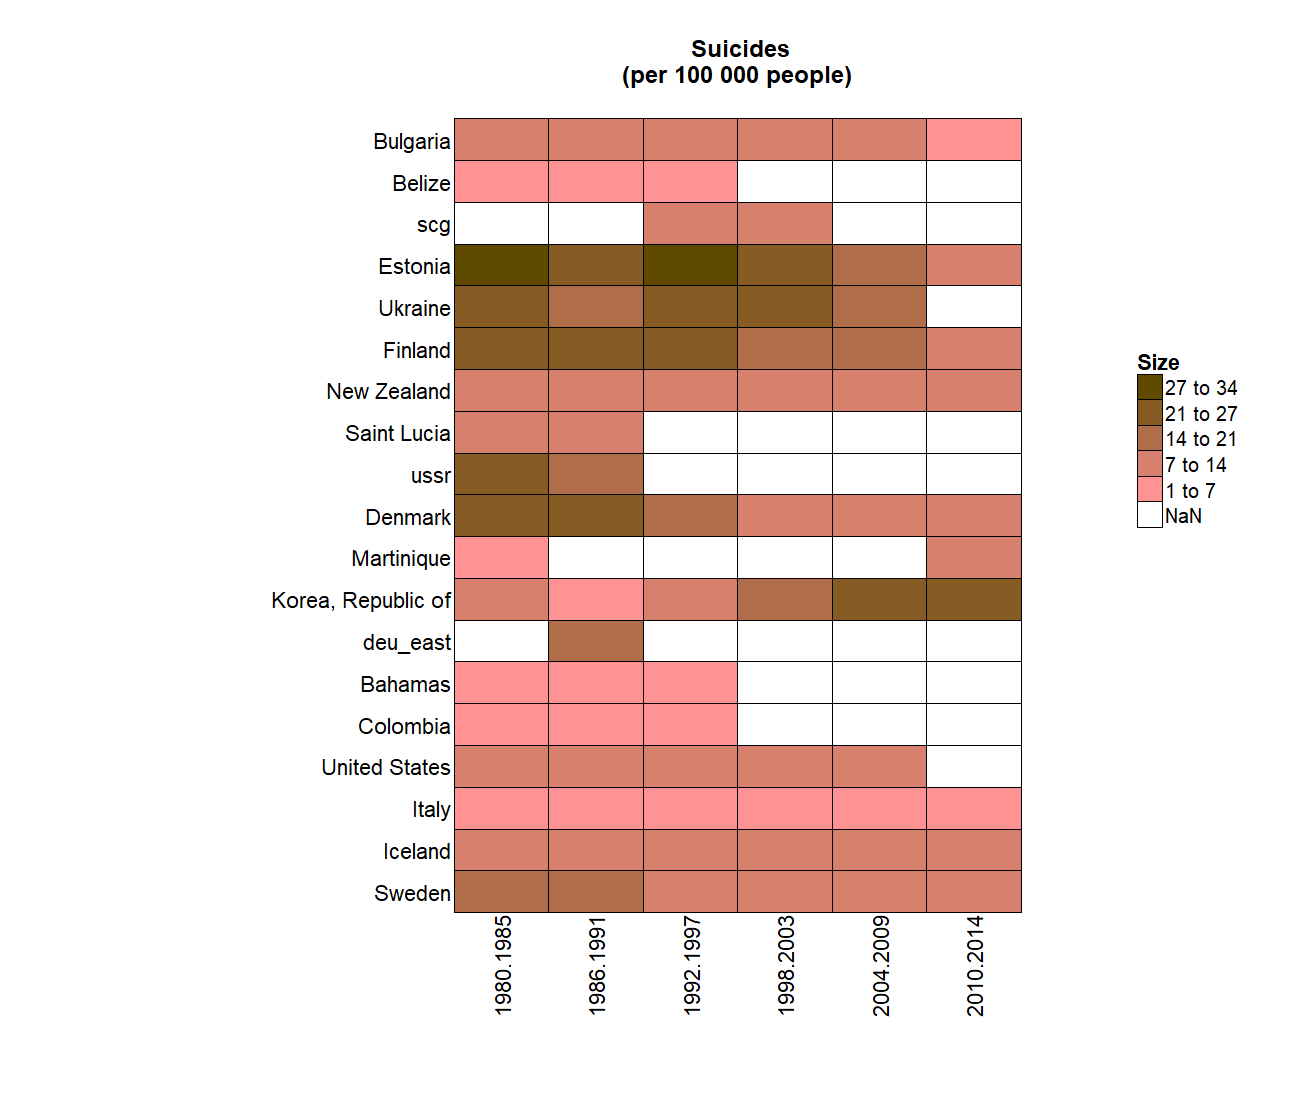 Suicides
(per 100 000 people)
Bulgaria
Belize
scg
Estonia
Ukraine
Finland
New Zealand
Saint Lucia
ussr
Denmark
Martinique
Korea, Republic of
deu_east
Bahamas
Colombia
United States
Italy
Iceland
Sweden
1980.1985
1986.1991
1992.1997
1998.2003
2004.2009
2010.2014
Size
27 to 34
21 to 27
14 to 21
7 to 14
1 to 7
NaN